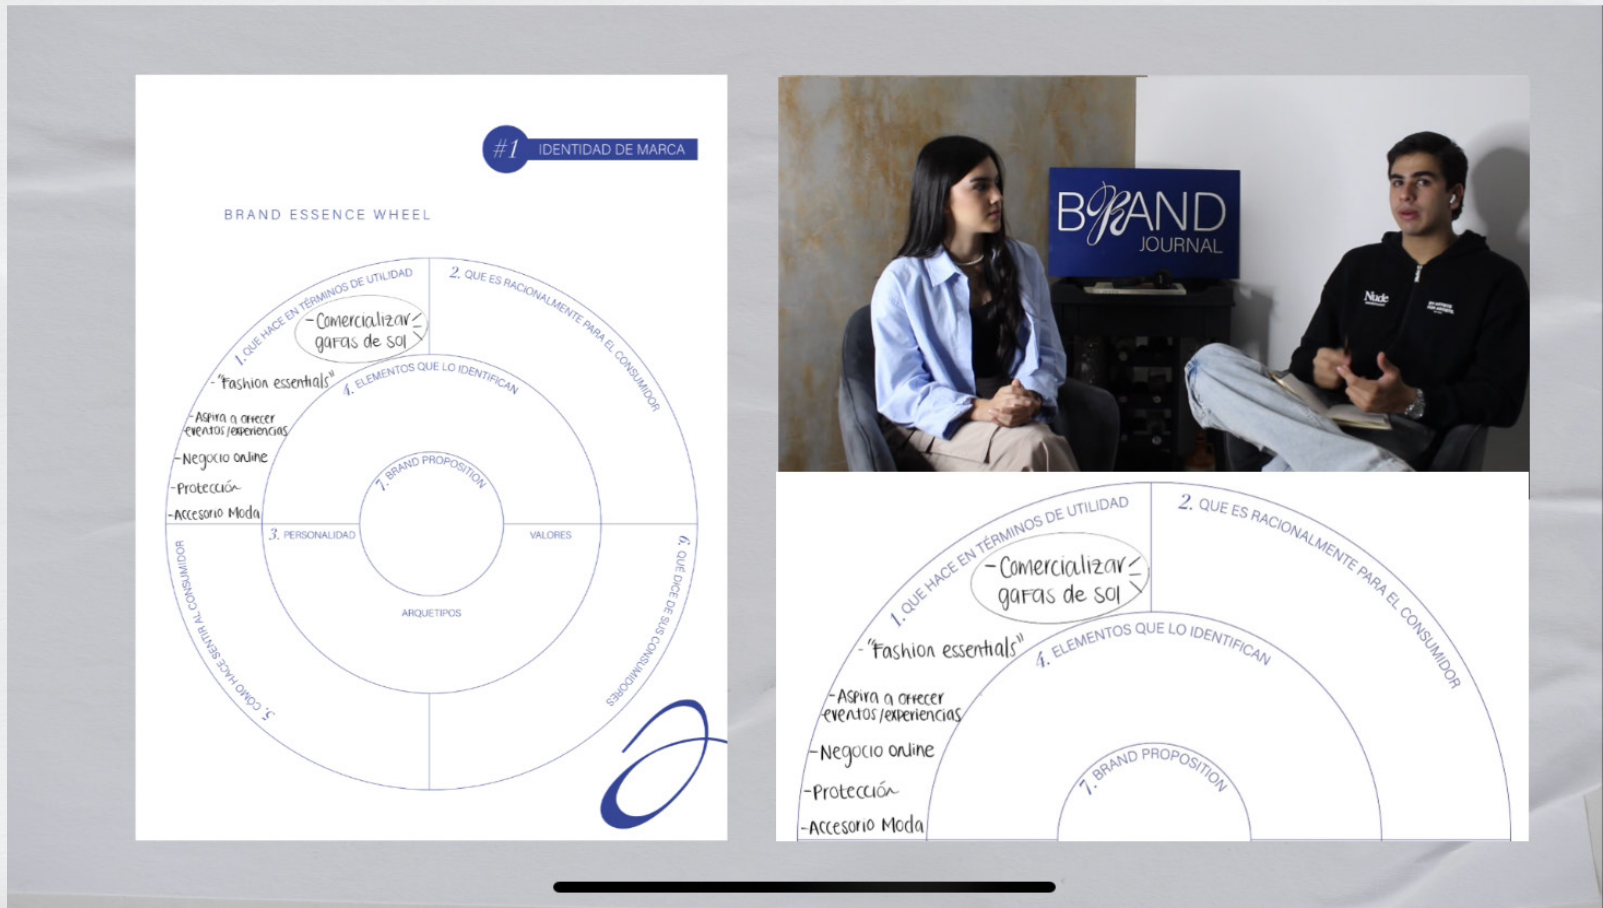 #1 IDENTIDAD DE MARCA
BRAND ESSENCE WHEEL
1. QUE HACE EN TÉRMINOS DE UTILIDAD
2. QUE ES RACIONALMENTE PARA EL CONSUMIDOR
- Comercializar
gafas de sol
- "Fashion essentials"
- Aspira a ofrecer
eventos/experiencias
- Negocio online
- Protección
- Accesorio Moda
4. ELEMENTOS QUE LO IDENTIFICAN
7. BRAND PROPOSITION
3. PERSONALIDAD
VALORES
ARQUETIPOS
5. CÓMO HACE SENTIR AL CONSUMIDOR
6. QUÉ DICE DE SUS CONSUMIDORES
BRAND
JOURNAL
Nude
1. QUE HACE EN TÉRMINOS DE UTILIDAD
2. QUE ES RACIONALMENTE PARA EL CONSUMIDOR
- Comercializar
gafas de sol
- "Fashion essentials"
- Aspira a ofrecer
eventos/experiencias
- Negocio online
- Protección
- Accesorio Moda
4. ELEMENTOS QUE LO IDENTIFICAN
7. BRAND PROPOSITION